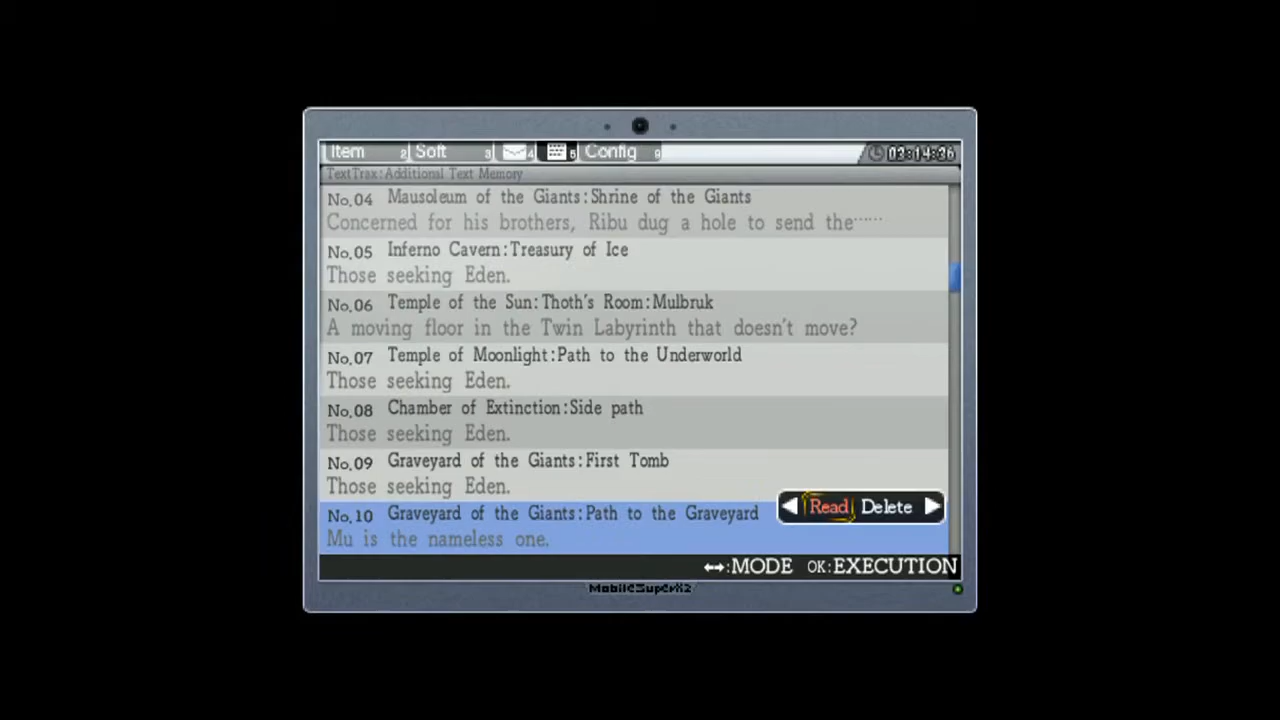 Item 2 Soft 3 4 5 Config 9 03:14:36
TextTrax:Additional Text Memory
No.04 Mausoleum of the Giants:Shrine of the Giants
Concerned for his brothers, Ribu dug a hole to send the……
No.05 Inferno Cavern:Treasury of Ice
Those seeking Eden.
No.06 Temple of the Sun:Thoth's Room:Mulbruk
A moving floor in the Twin Labyrinth that doesn't move?
No.07 Temple of Moonlight:Path to the Underworld
Those seeking Eden.
No.08 Chamber of Extinction:Side path
Those seeking Eden.
No.09 Graveyard of the Giants:First Tomb
Those seeking Eden.
No.10 Graveyard of the Giants:Path to the Graveyard
Read Delete
Mu is the nameless one.
↔:MODE OK:EXECUTION
MobileSuperX2